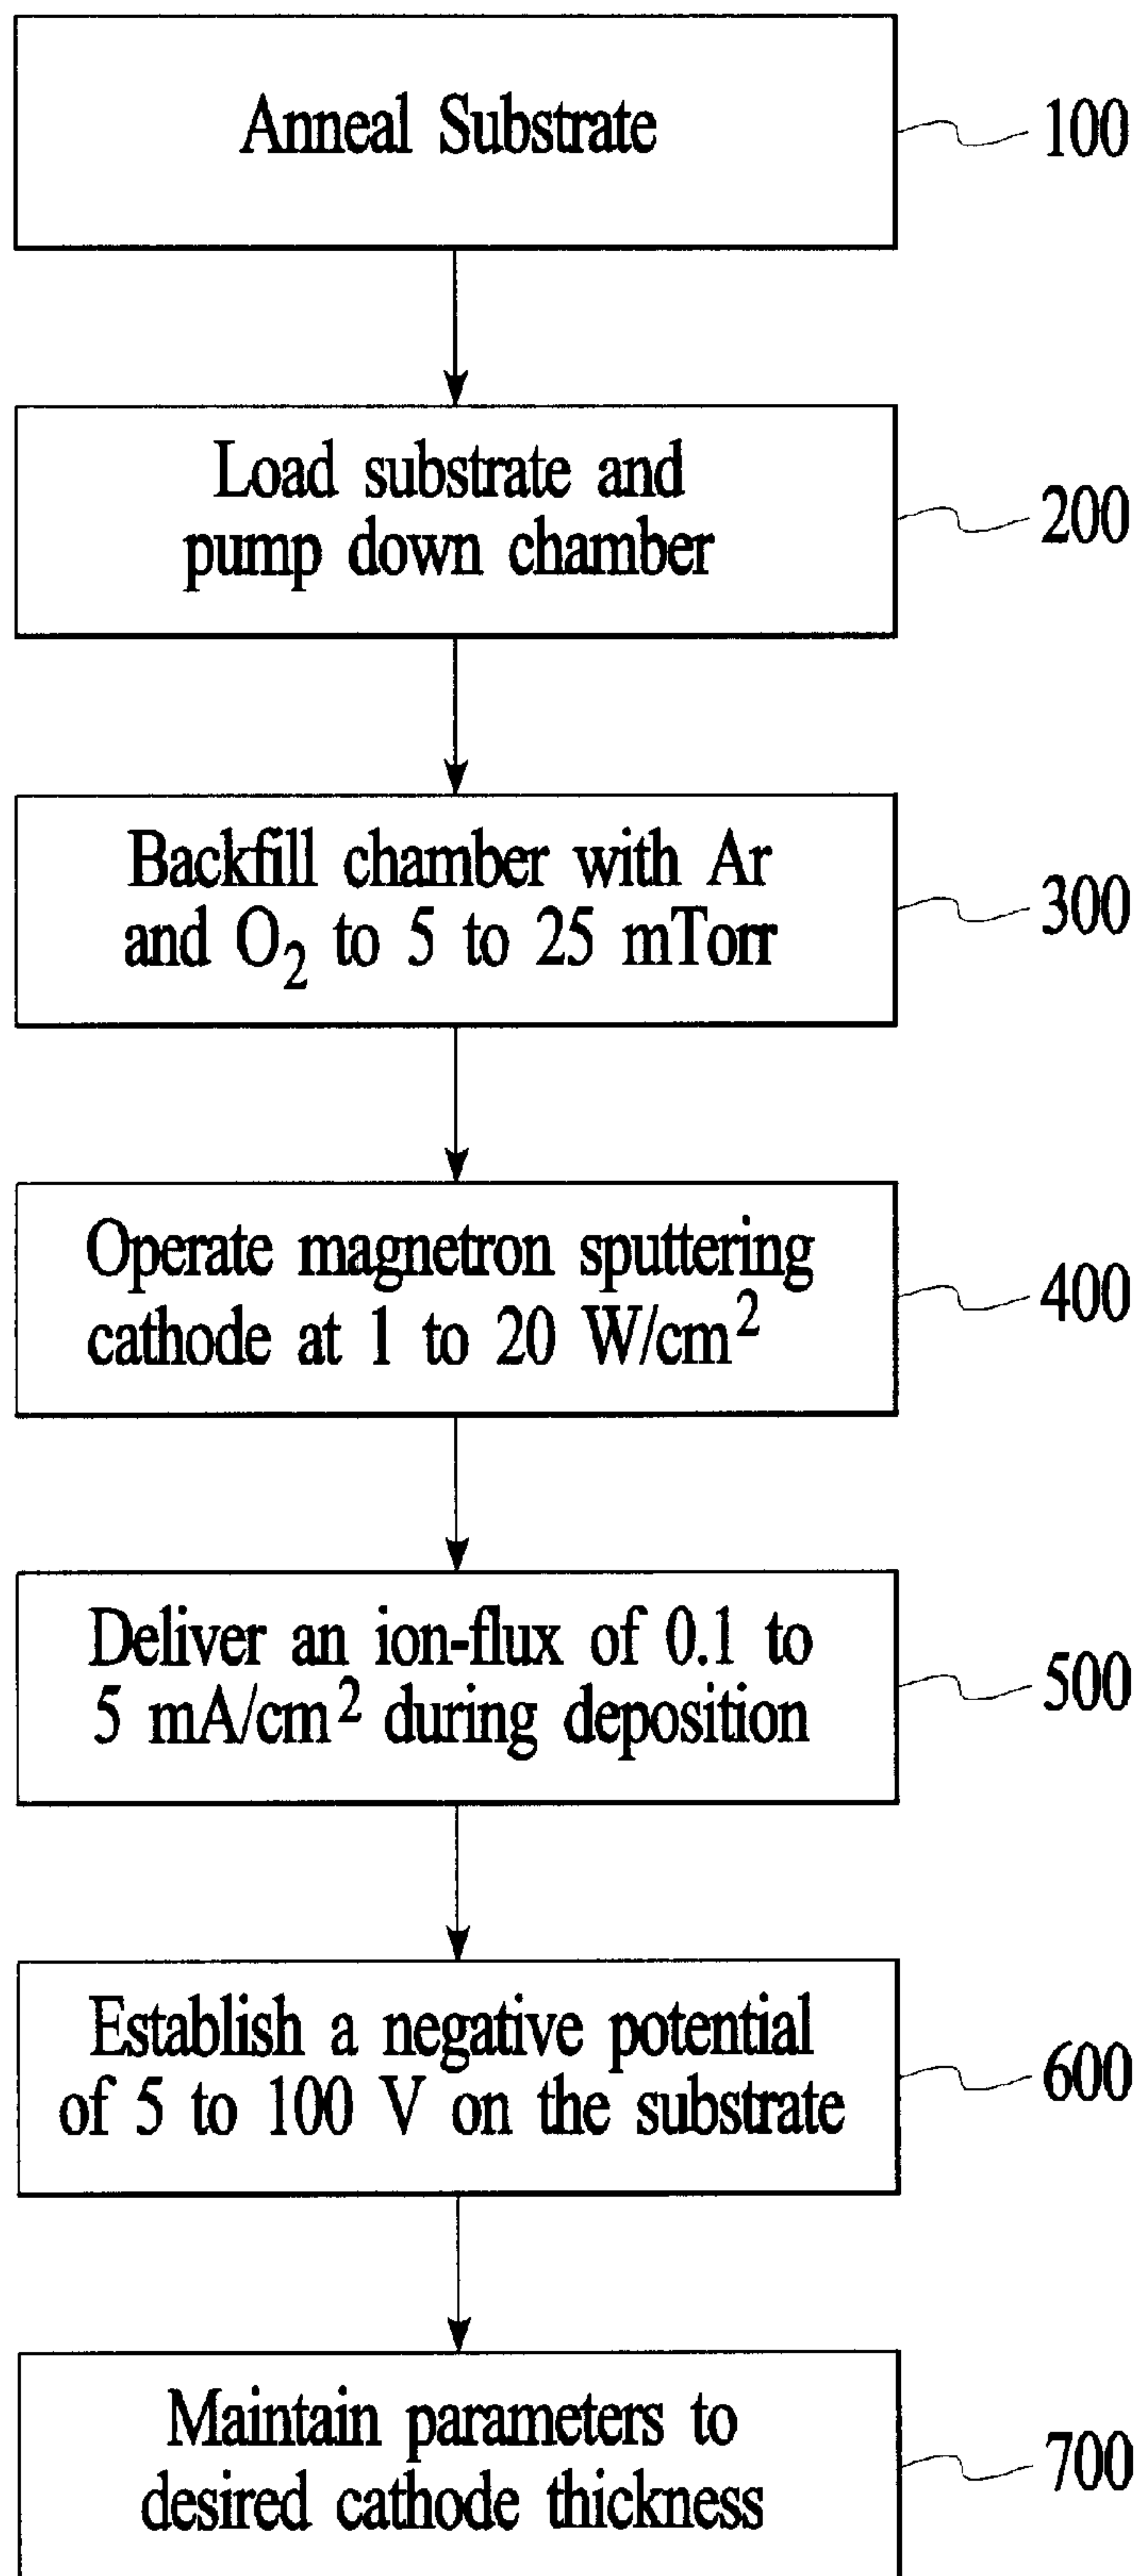 Anneal Substrate
100
Load substrate and
pump down chamber
200
Backfill chamber with Ar
and O₂ to 5 to 25 mTorr
300
Operate magnetron sputtering
cathode at 1 to 20 W/cm²
400
Deliver an ion-flux of 0.1 to
5 mA/cm² during deposition
500
Establish a negative potential
of 5 to 100 V on the substrate
600
Maintain parameters to
desired cathode thickness
700